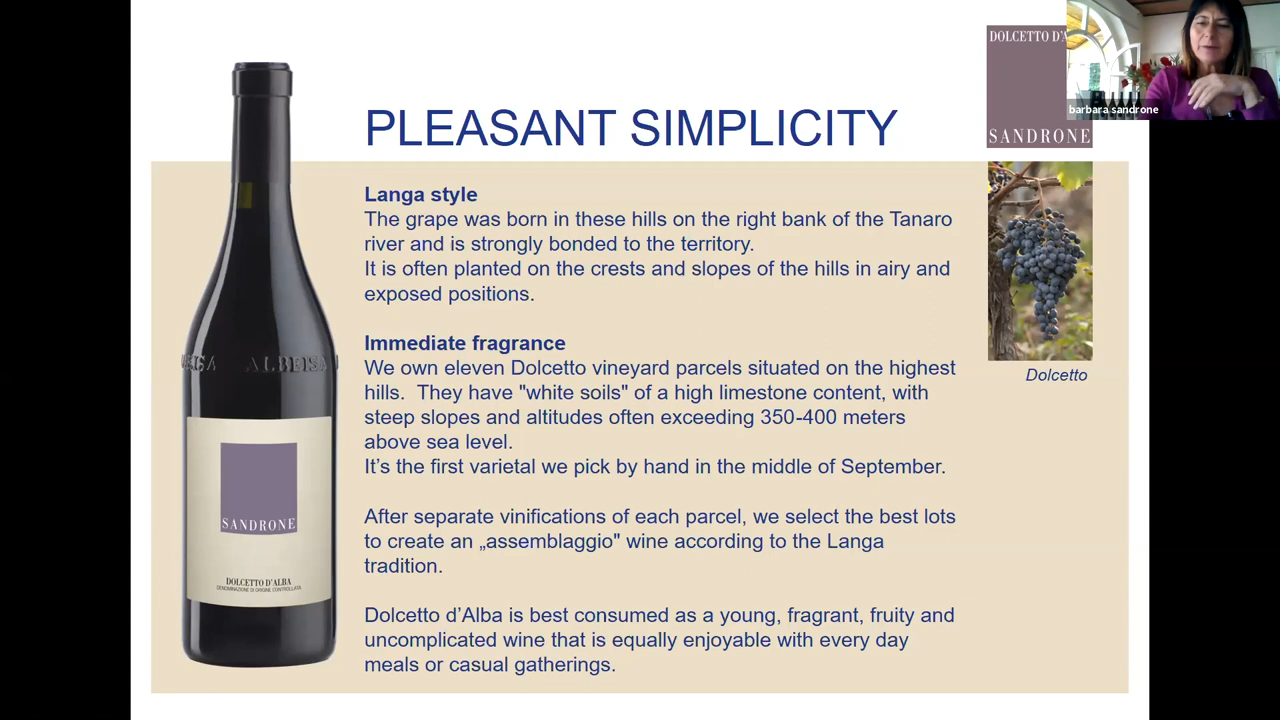 DOLCETTO D'A
barbara sandrone
SANDRONE
PLEASANT SIMPLICITY
Langa style
The grape was born in these hills on the right bank of the Tanaro
river and is strongly bonded to the territory.
It is often planted on the crests and slopes of the hills in airy and
exposed positions.
Immediate fragrance
We own eleven Dolcetto vineyard parcels situated on the highest
hills.  They have "white soils" of a high limestone content, with
steep slopes and altitudes often exceeding 350-400 meters
above sea level.
It’s the first varietal we pick by hand in the middle of September.
After separate vinifications of each parcel, we select the best lots
to create an „assemblaggio" wine according to the Langa
tradition.
Dolcetto d’Alba is best consumed as a young, fragrant, fruity and
uncomplicated wine that is equally enjoyable with every day
meals or casual gatherings.
Dolcetto
ALBEISA
SANDRONE
DOLCETTO D'ALBA
DENOMINAZIONE DI ORIGINE CONTROLLATA